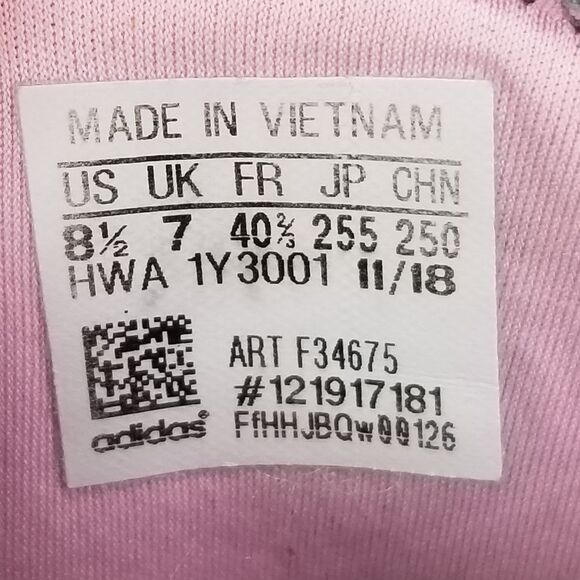 MADE IN VIETNAM
US UK FR JP CHN
8½ 7 40⅔ 255 250
HWA 1Y3001 11/18
ART F34675
#121917181
adidas® FfHHJBQw00126